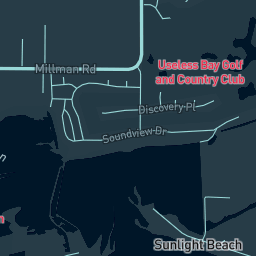 Millman Rd
Useless Bay Golf
and Country Club
Discovery Pl
Soundview Dr
Sunlight Beach